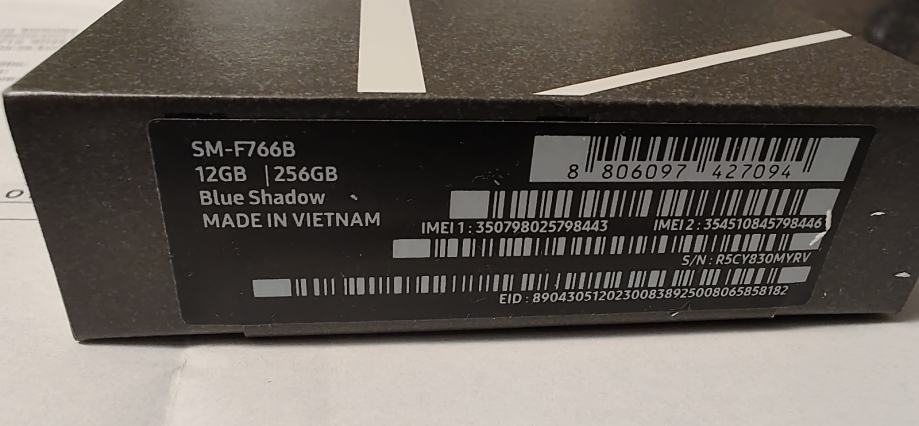 SM-F766B
12GB | 256GB
Blue Shadow
MADE IN VIETNAM
8 806097 427094
IMEI 1 : 350798025798443 IMEI 2 : 354510845798446
S/N : R5CY830MYRV
EID : 89043051202300838925008065858182